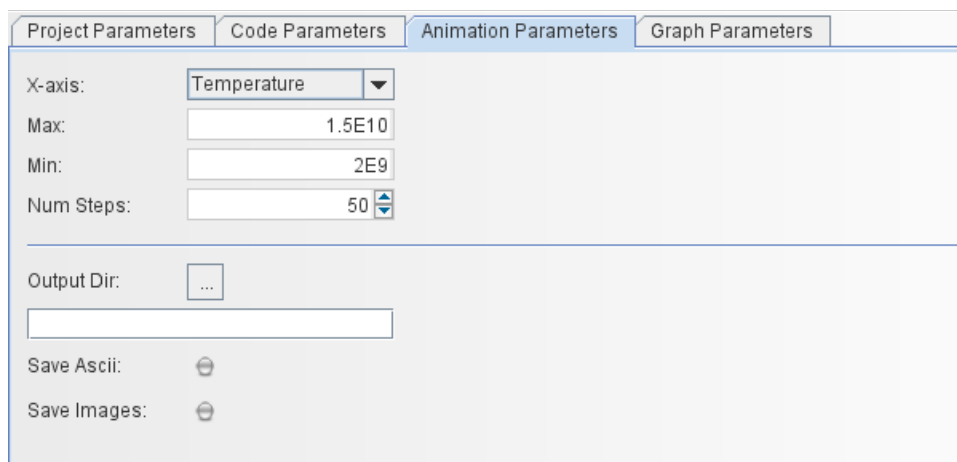 Project Parameters Code Parameters Animation Parameters Graph Parameters
X-axis: Temperature
Max: 1.5E10
Min: 2E9
Num Steps: 50
Output Dir: ...
Save Ascii:
Save Images: